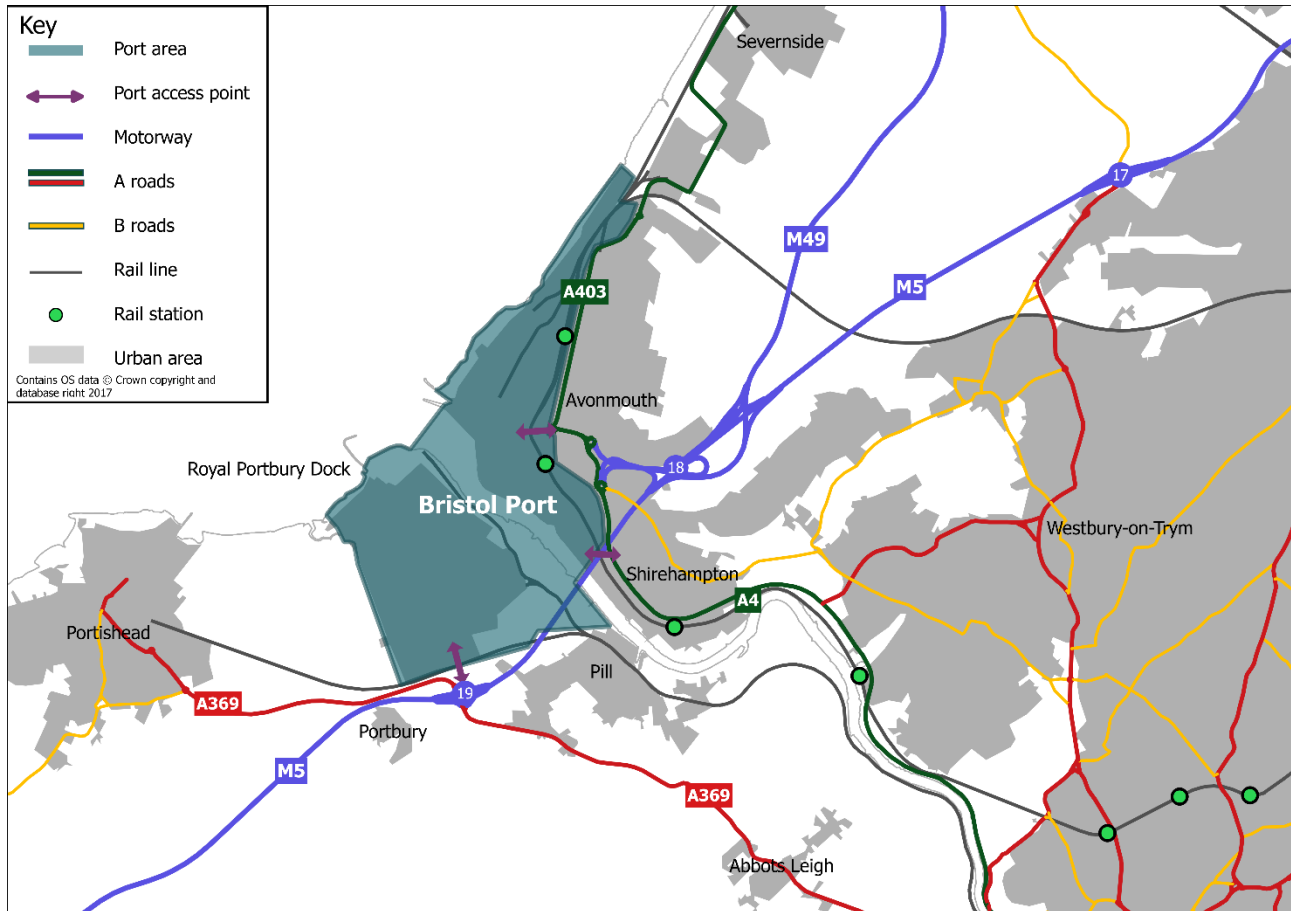 Key
Port area
Port access point
Motorway
A roads
B roads
Rail line
Rail station
Urban area
Contains OS data © Crown copyright and
database right 2017
Severnside
17
M49
M5
A403
Avonmouth
Royal Portbury Dock
18
Bristol Port
Westbury-on-Trym
Shirehampton
A4
Portishead
Pill
A369
19
Portbury
M5
A369
Abbots Leigh